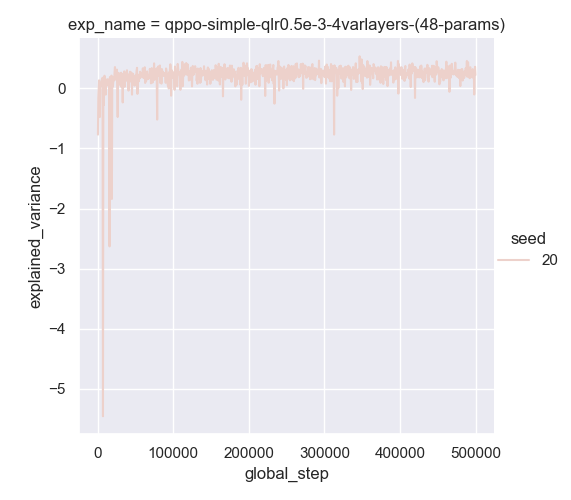 exp_name = qppo-simple-qlr0.5e-3-4varlayers-(48-params)
0
−1
−2
−3
−4
−5
explained_variance
0 100000 200000 300000 400000 500000
global_step
seed
20